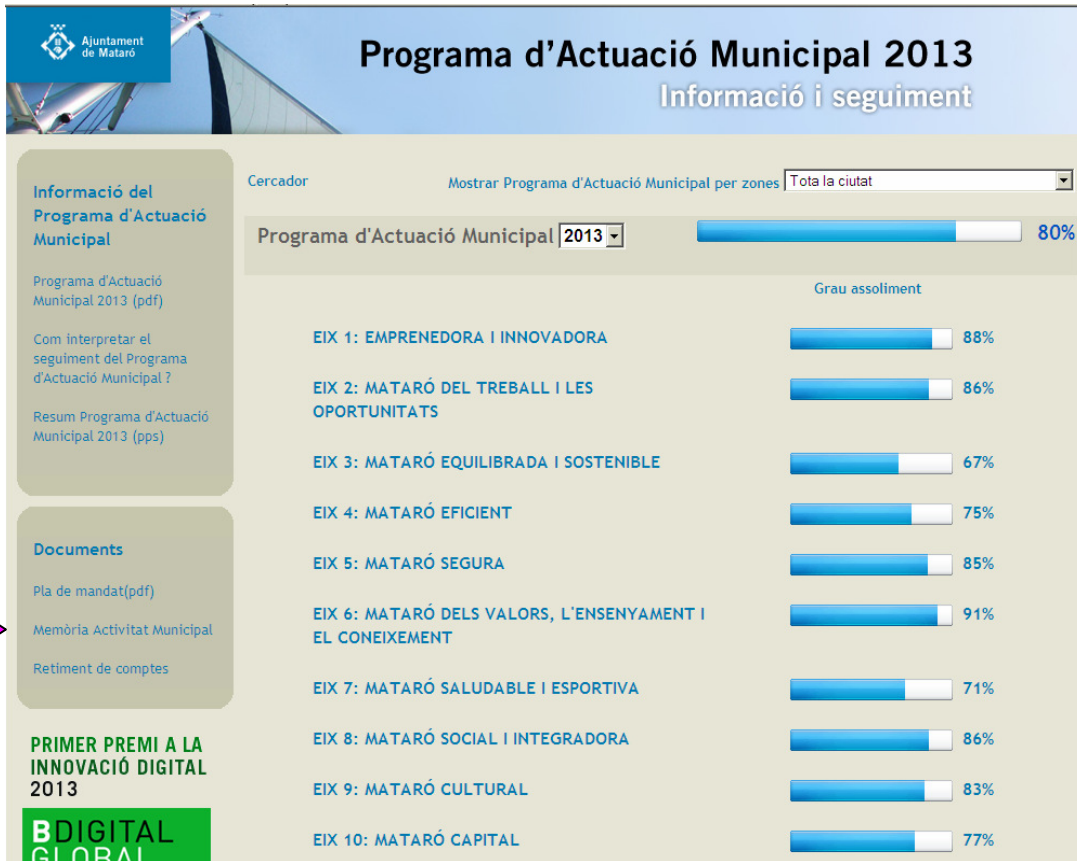 Ajuntament
de Mataró
Programa d'Actuació Municipal 2013
Informació i seguiment
Informació del
Programa d'Actuació
Municipal
Programa d'Actuació
Municipal 2013 (pdf)
Com interpretar el
seguiment del Programa
d'Actuació Municipal ?
Resum Programa d'Actuació
Municipal 2013 (pps)
Documents
Pla de mandat(pdf)
Memòria Activitat Municipal
Retiment de comptes
PRIMER PREMI A LA
INNOVACIÓ DIGITAL
2013
BDIGITAL
GLOBAL
Cercador
Mostrar Programa d'Actuació Municipal per zones Tota la ciutat
Programa d'Actuació Municipal 2013 80%
Grau assoliment
EIX 1: EMPRENEDORA I INNOVADORA 88%
EIX 2: MATARÓ DEL TREBALL I LES 86%
OPORTUNITATS
EIX 3: MATARÓ EQUILIBRADA I SOSTENIBLE 67%
EIX 4: MATARÓ EFICIENT 75%
EIX 5: MATARÓ SEGURA 85%
EIX 6: MATARÓ DELS VALORS, L'ENSENYAMENT I 91%
EL CONEIXEMENT
EIX 7: MATARÓ SALUDABLE I ESPORTIVA 71%
EIX 8: MATARÓ SOCIAL I INTEGRADORA 86%
EIX 9: MATARÓ CULTURAL 83%
EIX 10: MATARÓ CAPITAL 77%